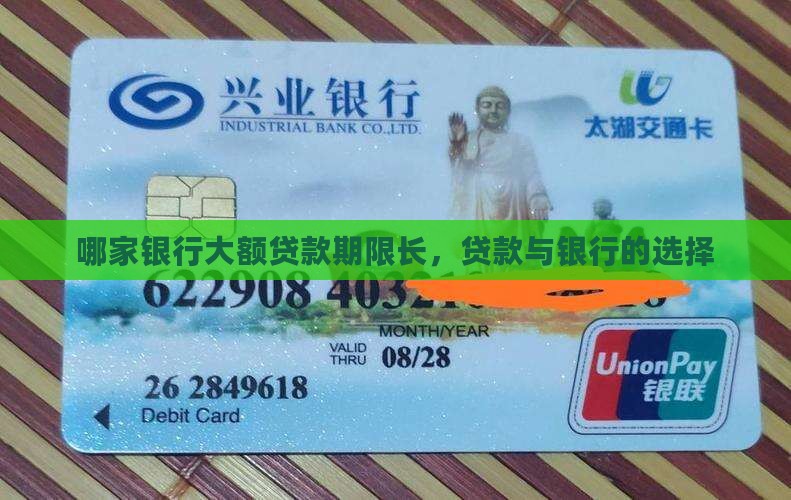 兴业银行
INDUSTRIAL BANK CO.,LTD.
太湖交通卡
哪家银行大额贷款期限长，贷款与银行的选择
MONTH/YEAR
VALID THRU 08/28
26 2849618
Debit Card
UnionPay
银联